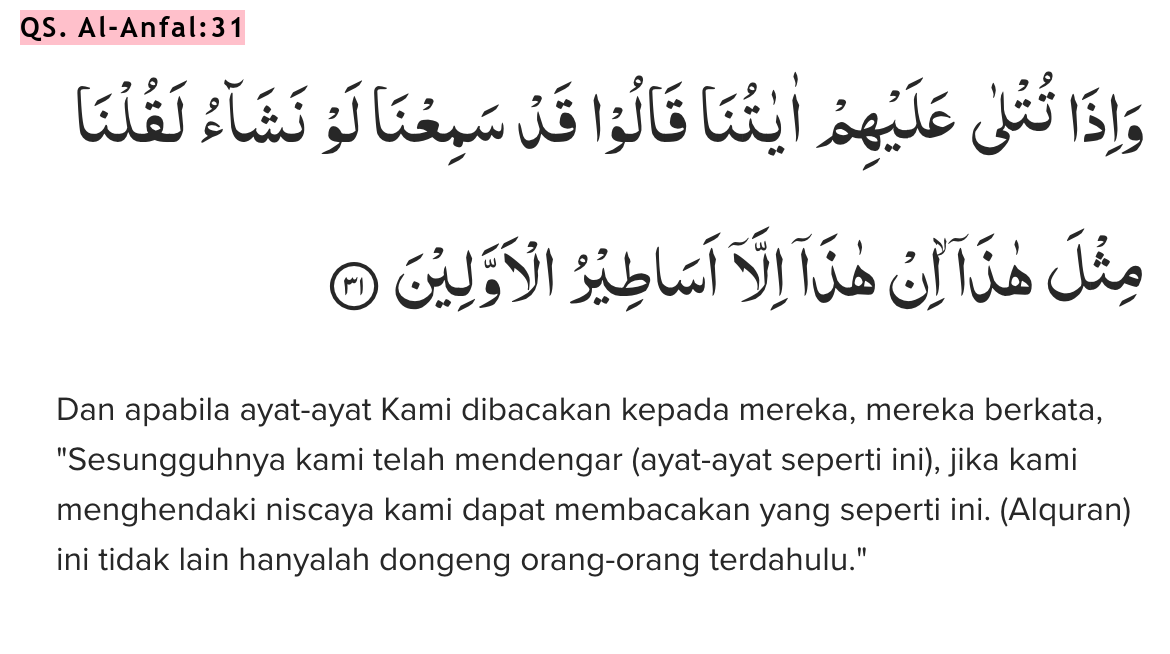 QS. Al-Anfal:31
وَاِذَا تُتْلٰى عَلَيْهِمْ اٰيٰتُنَا قَالُوْا قَدْ سَمِعْنَا لَوْ نَشَاۤءُ لَقُلْنَا
مِثْلَ هٰذَآ ۙاِنْ هٰذَآ اِلَّآ اَسَاطِيْرُ الْاَوَّلِيْنَ ٣١
Dan apabila ayat-ayat Kami dibacakan kepada mereka, mereka berkata,
"Sesungguhnya kami telah mendengar (ayat-ayat seperti ini), jika kami
menghendaki niscaya kami dapat membacakan yang seperti ini. (Alquran)
ini tidak lain hanyalah dongeng orang-orang terdahulu."